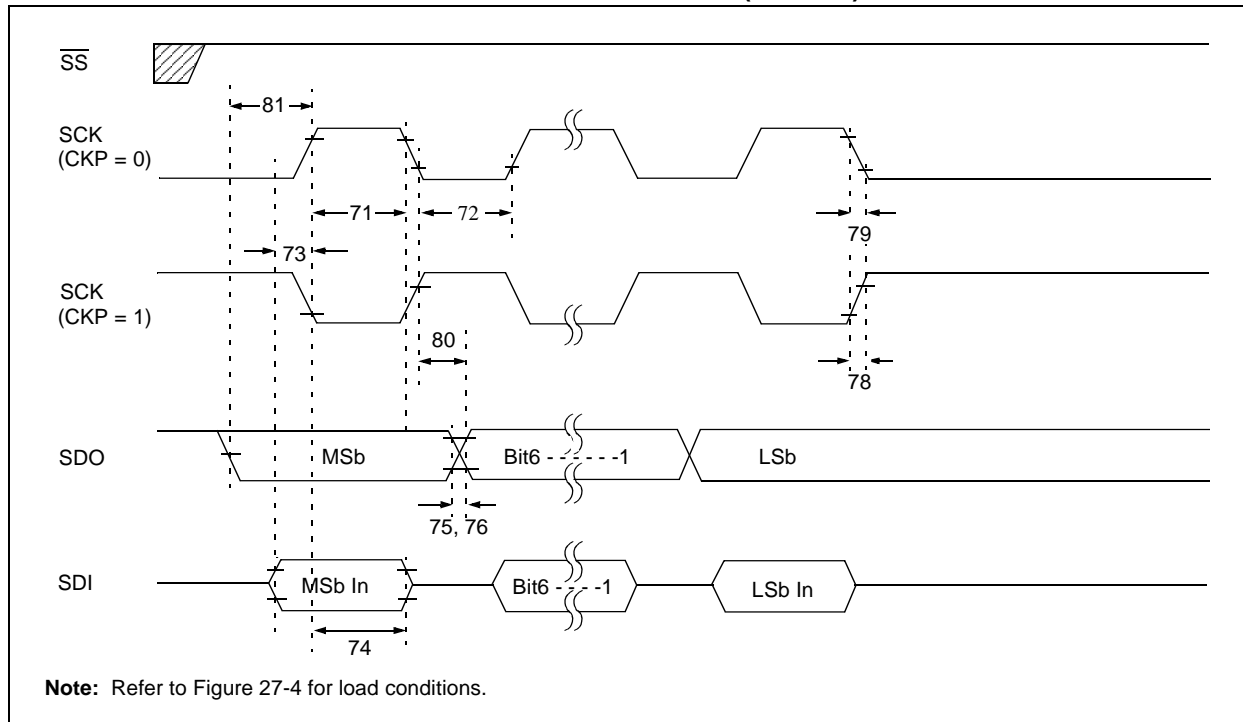 SS
81
SCK
(CKP = 0)
71
72
79
73
SCK
(CKP = 1)
80
78
SDO
MSb
Bit6 - - - - - -1
LSb
75, 76
SDI
MSb In
Bit6 - - - -1
LSb In
74
Note: Refer to Figure 27-4 for load conditions.